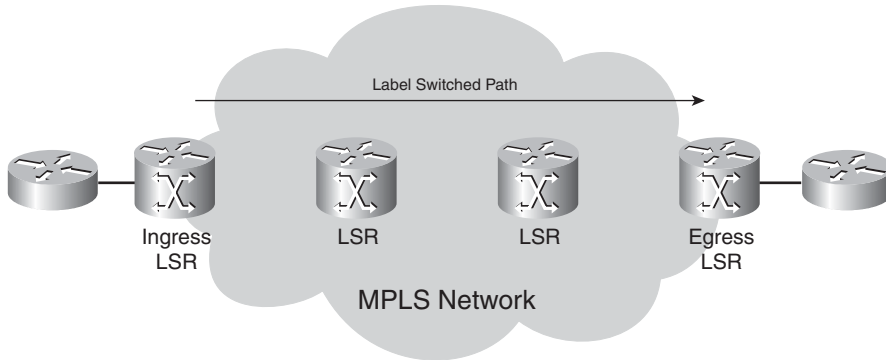 Label Switched Path
Ingress
LSR
LSR
LSR
Egress
LSR
MPLS Network